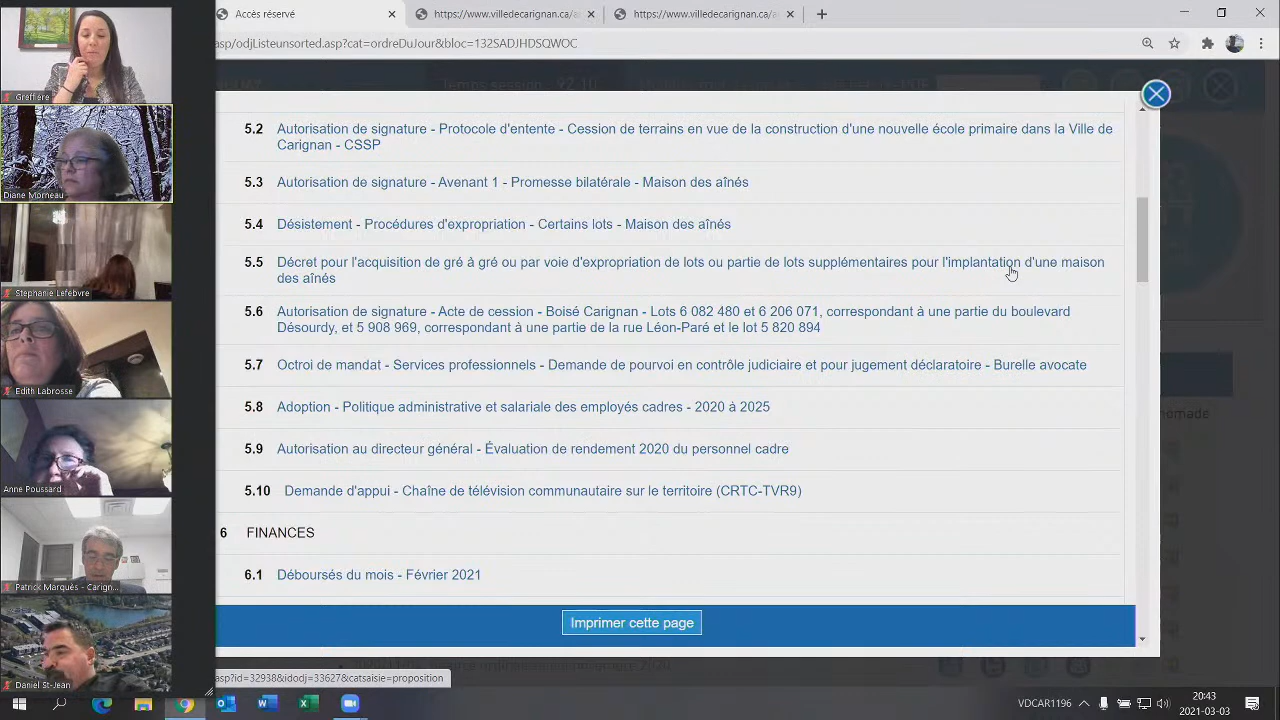 Accès réservé
https://www.villedecarignan.ca/a
https://www.villedecarignan.ca/a
asp/odjListeunsorted.asp?cat=ordreDuJour&bloc=132#ADJHDSQWOC
5.2 Autorisation de signature - Protocole d'entente - Cession de terrains en vue de la construction d'une nouvelle école primaire dans la Ville de
Carignan - CSSP
5.3 Autorisation de signature - Avenant 1 - Promesse bilatérale - Maison des aînés
5.4 Désistement - Procédures d'expropriation - Certains lots - Maison des aînés
5.5 Décret pour l'acquisition de gré à gré ou par voie d'expropriation de lots ou partie de lots supplémentaires pour l'implantation d'une maison
des aînés
5.6 Autorisation de signature - Acte de cession - Boisé Carignan - Lots 6 082 480 et 6 206 071, correspondant à une partie du boulevard
Désourdy, et 5 908 969, correspondant à une partie de la rue Léon-Paré et le lot 5 820 894
5.7 Octroi de mandat - Services professionnels - Demande de pourvoi en contrôle judiciaire et pour jugement déclaratoire - Burelle avocate
5.8 Adoption - Politique administrative et salariale des employés cadres - 2020 à 2025
5.9 Autorisation au directeur général - Évaluation de rendement 2020 du personnel cadre
5.10 Demande d'appui - Chaîne de télévision communautaire sur le territoire (CRTC-TVR9)
6 FINANCES
6.1 Déboursés du mois - Février 2021
Imprimer cette page
asp?id=32938&noodj=33627&catsaisie=proposition
Greffière
Diane Morneau
Stéphanie Lefebvre
Edith Labrosse
Anne Poussard
Patrick Marquès - Carign...
Daniel St-Jean
VDCAR1196
20:43
2021-03-03